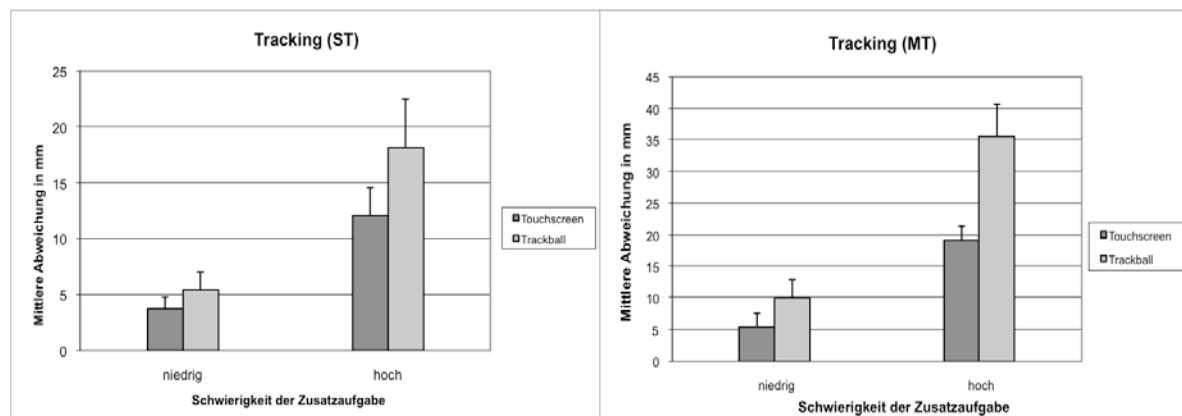 Tracking (ST)
Mittlere Abweichung in mm
25
20
15
10
5
0
niedrig
hoch
Schwierigkeit der Zusatzaufgabe
Touchscreen
Trackball
Tracking (MT)
Mittlere Abweichung in mm
45
40
35
30
25
20
15
10
5
0
niedrig
hoch
Schwierigkeit der Zusatzaufgabe
Touchscreen
Trackball